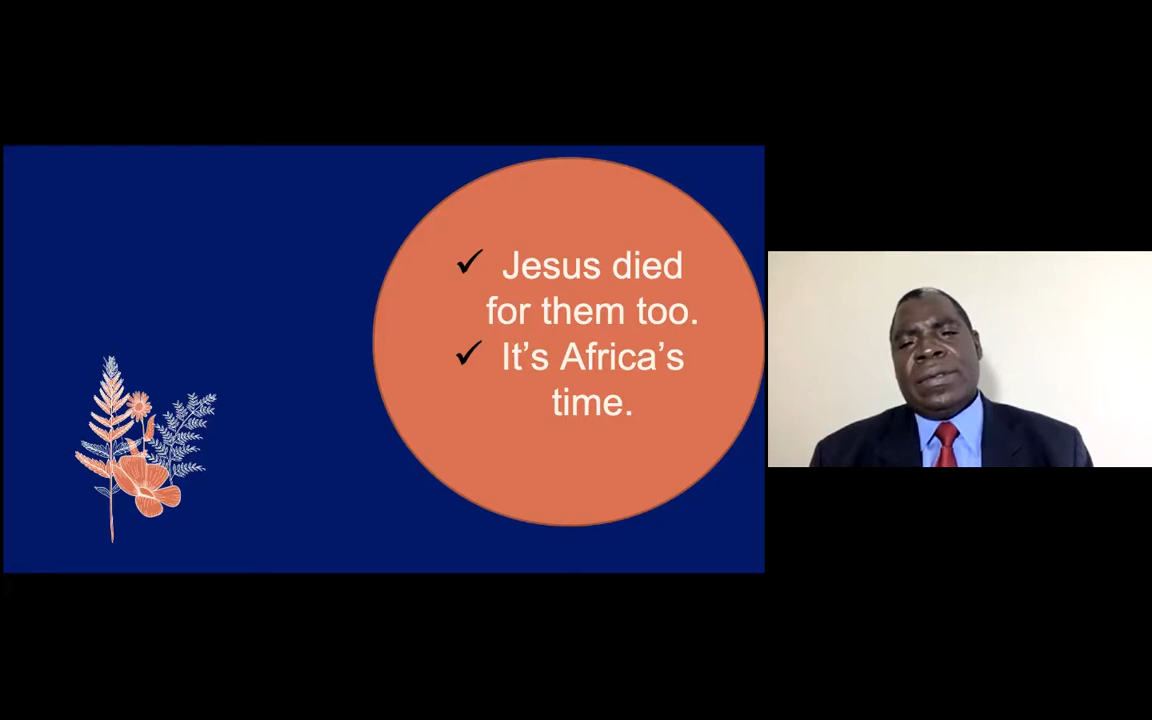 ✓ Jesus died
for them too.
✓ It’s Africa’s
time.